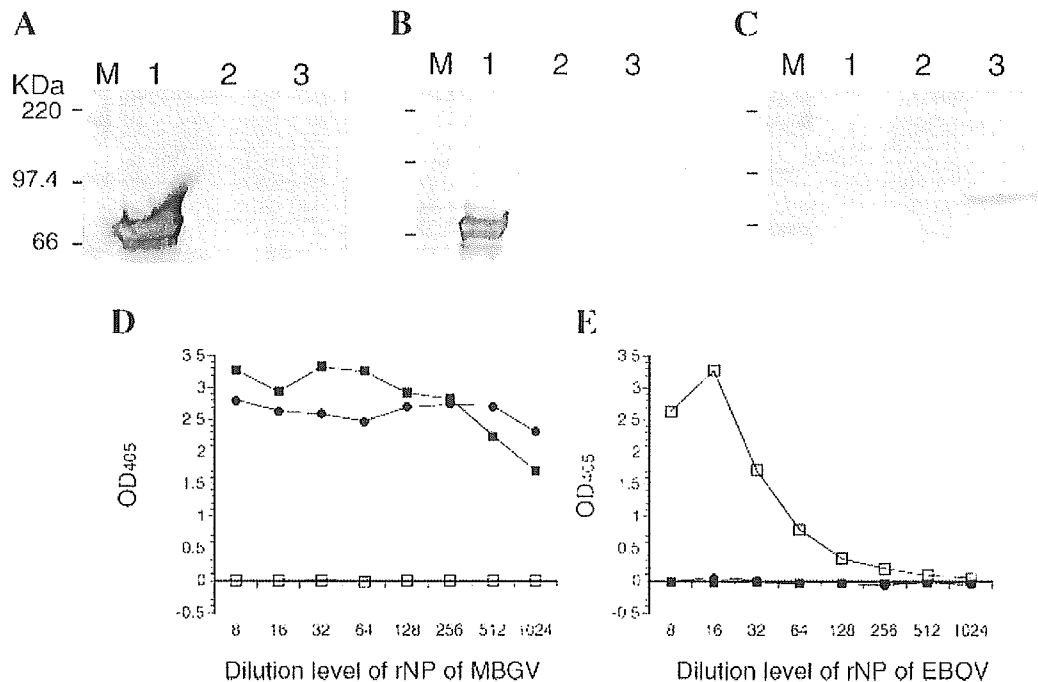 A B C
M 1 2 3 M 1 2 3 M 1 2 3
KDa
220
97.4
66
D E
3.5 3.5
3 3
2.5 2.5
2 2
1.5 1.5
1 1
0.5 0.5
0 0
-0.5 -0.5
OD405 OD405
8 16 32 64 128 256 512 1024 8 16 32 64 128 256 512 1024
Dilution level of rNP of MBGV Dilution level of rNP of EBOV